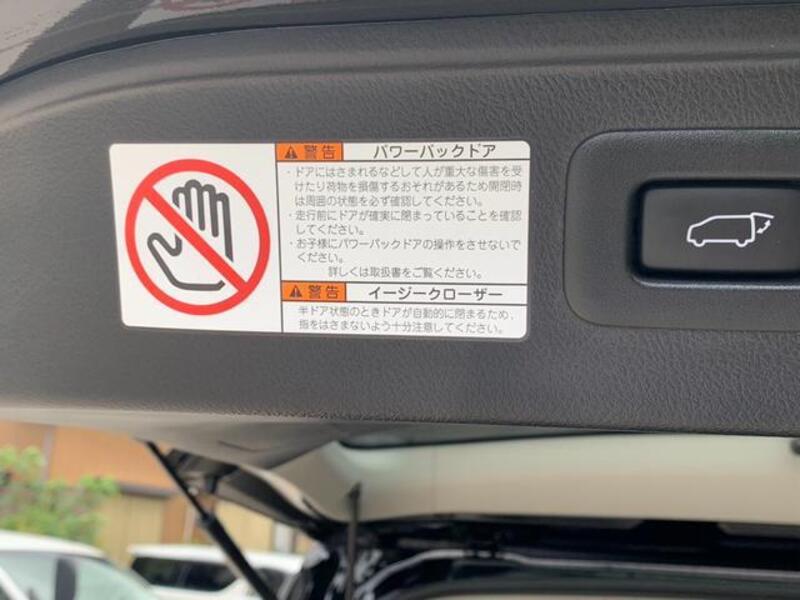 警告 パワーバックドア
・ドアにはさまれるなどして人が重大な傷害を受
けたり荷物を損傷するおそれがあるため開閉時
は周囲の状態を必ず確認してください。
・走行前にドアが確実に閉まっていることを確認
してください。
・お子様にパワーバックドアの操作をさせないで
ください。
詳しくは取扱書をご覧ください。
警告 イージークローザー
半ドア状態のときドアが自動的に閉まるため、
指をはさまないよう十分注意してください。